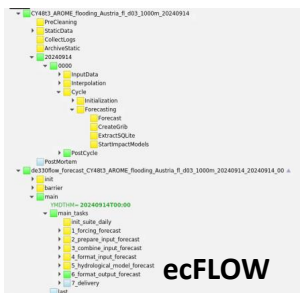 CY48t3_AROME_flooding_Austria_fl_d03_1000m_20240914
PreCleaning
StaticData
CollectLogs
ArchiveStatic
20240914
0000
InputData
Interpolation
Cycle
Initialization
Forecasting
Forecast
CreateGrib
ExtractSQLite
StartImpactModels
PostCycle
PostMortam
de330flow_forecast_CY48t3_AROME_flooding_Austria_fl_d03_1000m_20240914_20240914_00
init
barrier
main
YMDTHM= 20240914T00:00
main_tasks
init_suite_daily
1_forcing_forecast
2_prepare_input_forecast
3_combine_input_forecast
4_format_input_forecast
5_hydrological_model_forecast
6_format_output_forecast
7_delivery
last
ecFLOW